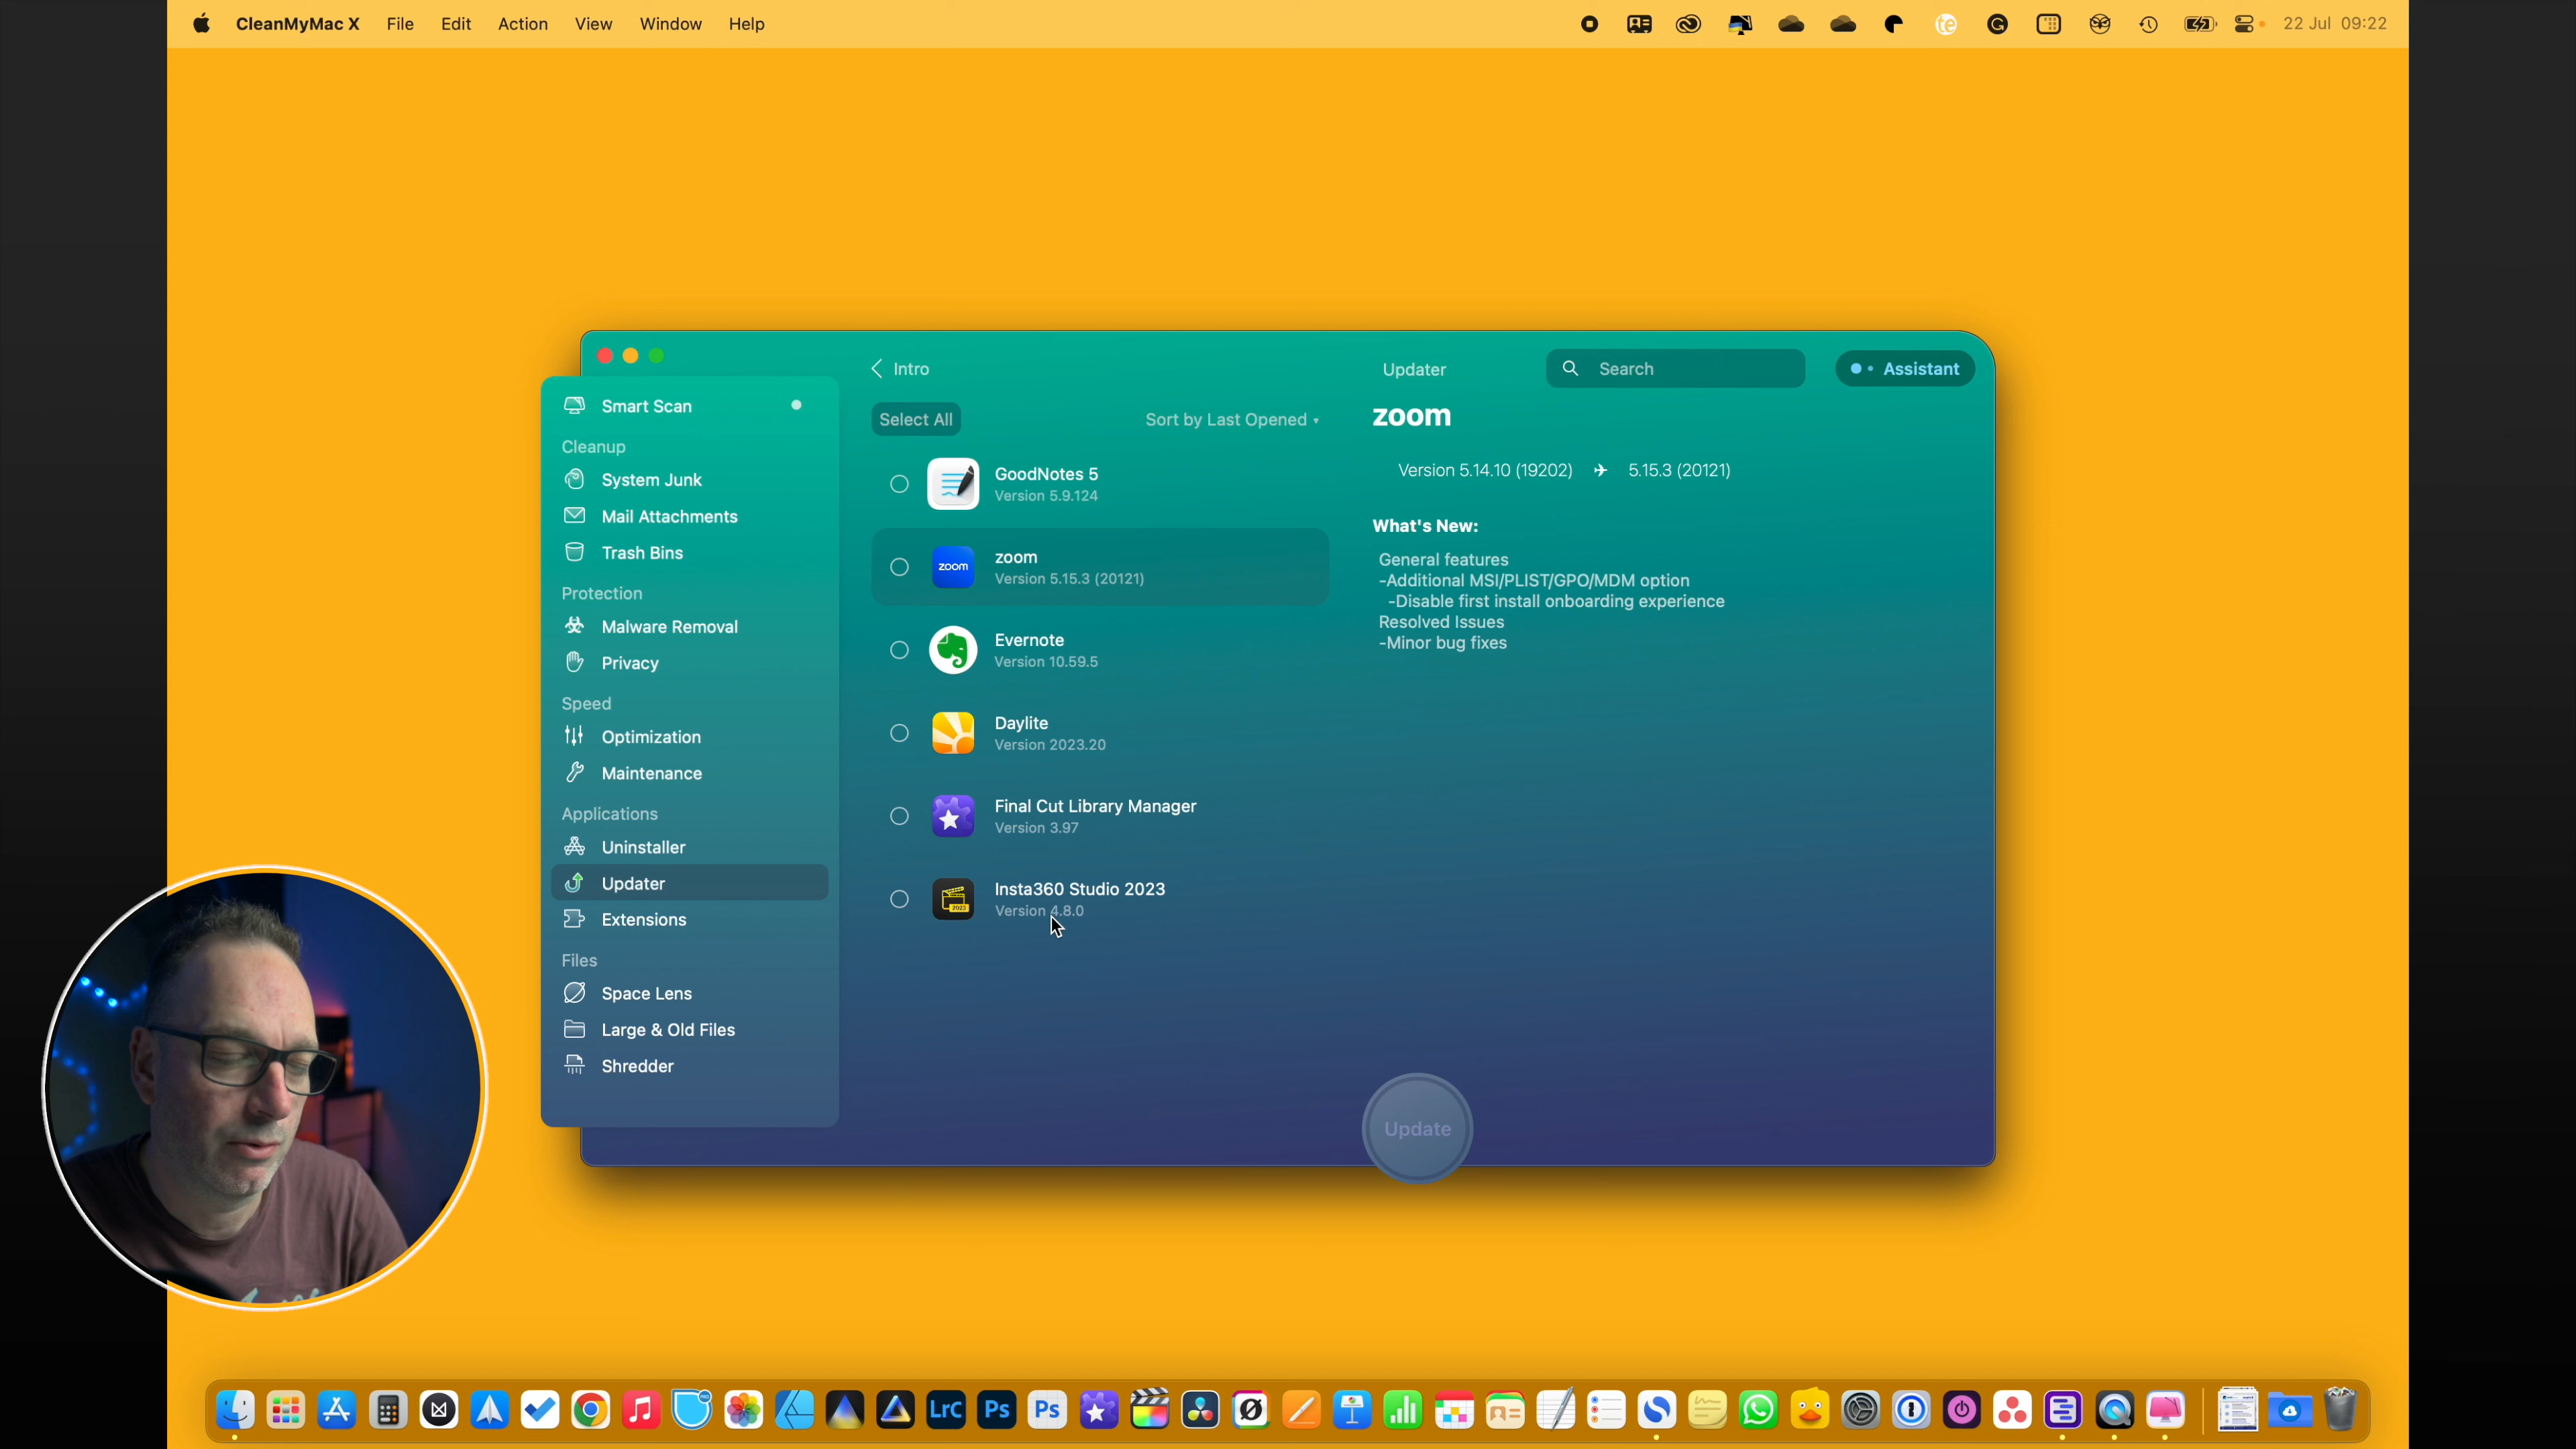 CleanMyMac X File Edit Action View Window Help 22 Jul 09:22
Intro
Updater
Search
Assistant
Smart Scan
Cleanup
System Junk
Mail Attachments
Trash Bins
Protection
Malware Removal
Privacy
Speed
Optimization
Maintenance
Applications
Uninstaller
Updater
Extensions
Files
Space Lens
Large & Old Files
Shredder
Select All
Sort by Last Opened
GoodNotes 5
Version 5.9.124
zoom
zoom
Version 5.15.3 (20121)
Evernote
Version 10.59.5
Daylite
Version 2023.20
Final Cut Library Manager
Version 3.97
2023
Insta360 Studio 2023
Version 4.8.0
zoom
Version 5.14.10 (19202) 5.15.3 (20121)
What's New:
General features
-Additional MSI/PLIST/GPO/MDM option
-Disable first install onboarding experience
Resolved Issues
-Minor bug fixes
Update
LrC Ps Ps